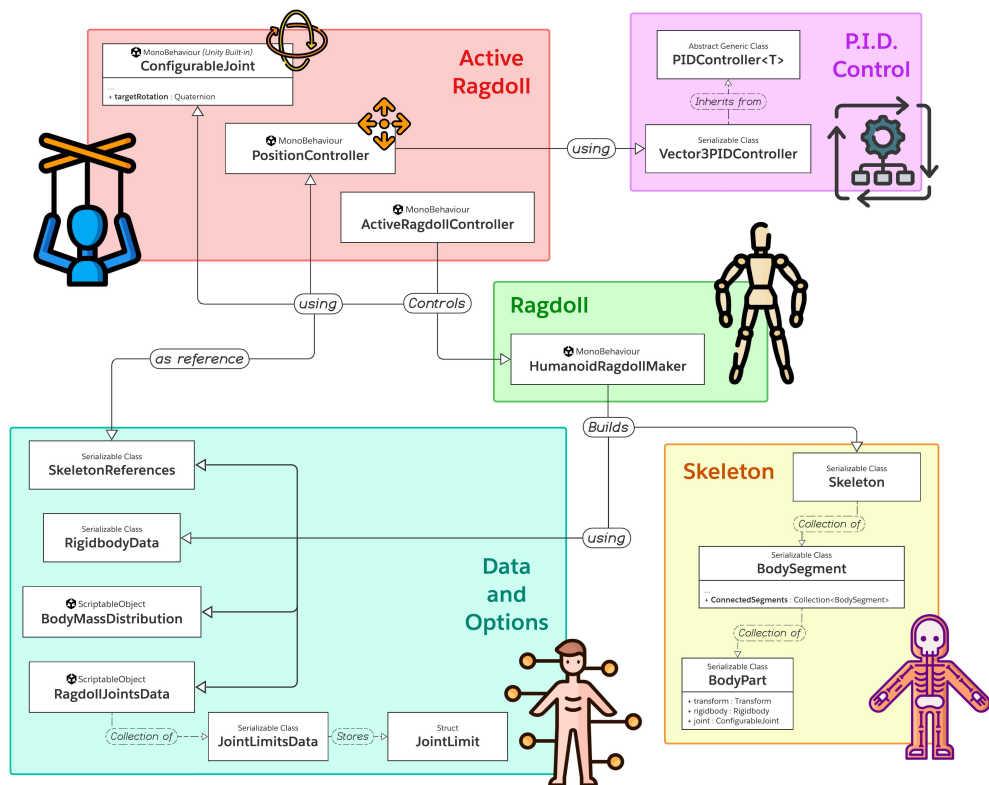 Active
Ragdoll
MonoBehaviour (Unity Built-in)
ConfigurableJoint
...
+ targetRotation : Quaternion
MonoBehaviour
PositionController
MonoBehaviour
ActiveRagdollController
using
P.I.D.
Control
Abstract Generic Class
PIDController<T>
Inherits from
Serializable Class
Vector3PIDController
using
Controls
as reference
Ragdoll
MonoBehaviour
HumanoidRagdollMaker
Builds
using
Data
and
Options
Serializable Class
SkeletonReferences
Serializable Class
RigidbodyData
ScriptableObject
BodyMassDistribution
ScriptableObject
RagdollJointsData
Collection of
Serializable Class
JointLimitsData
Stores
Struct
JointLimit
Skeleton
Serializable Class
Skeleton
Collection of
Serializable Class
BodySegment
...
+ ConnectedSegments : Collection<BodySegment>
Collection of
Serializable Class
BodyPart
+ transform : Transform
+ rigidbody : Rigidbody
+ joint : ConfigurableJoint